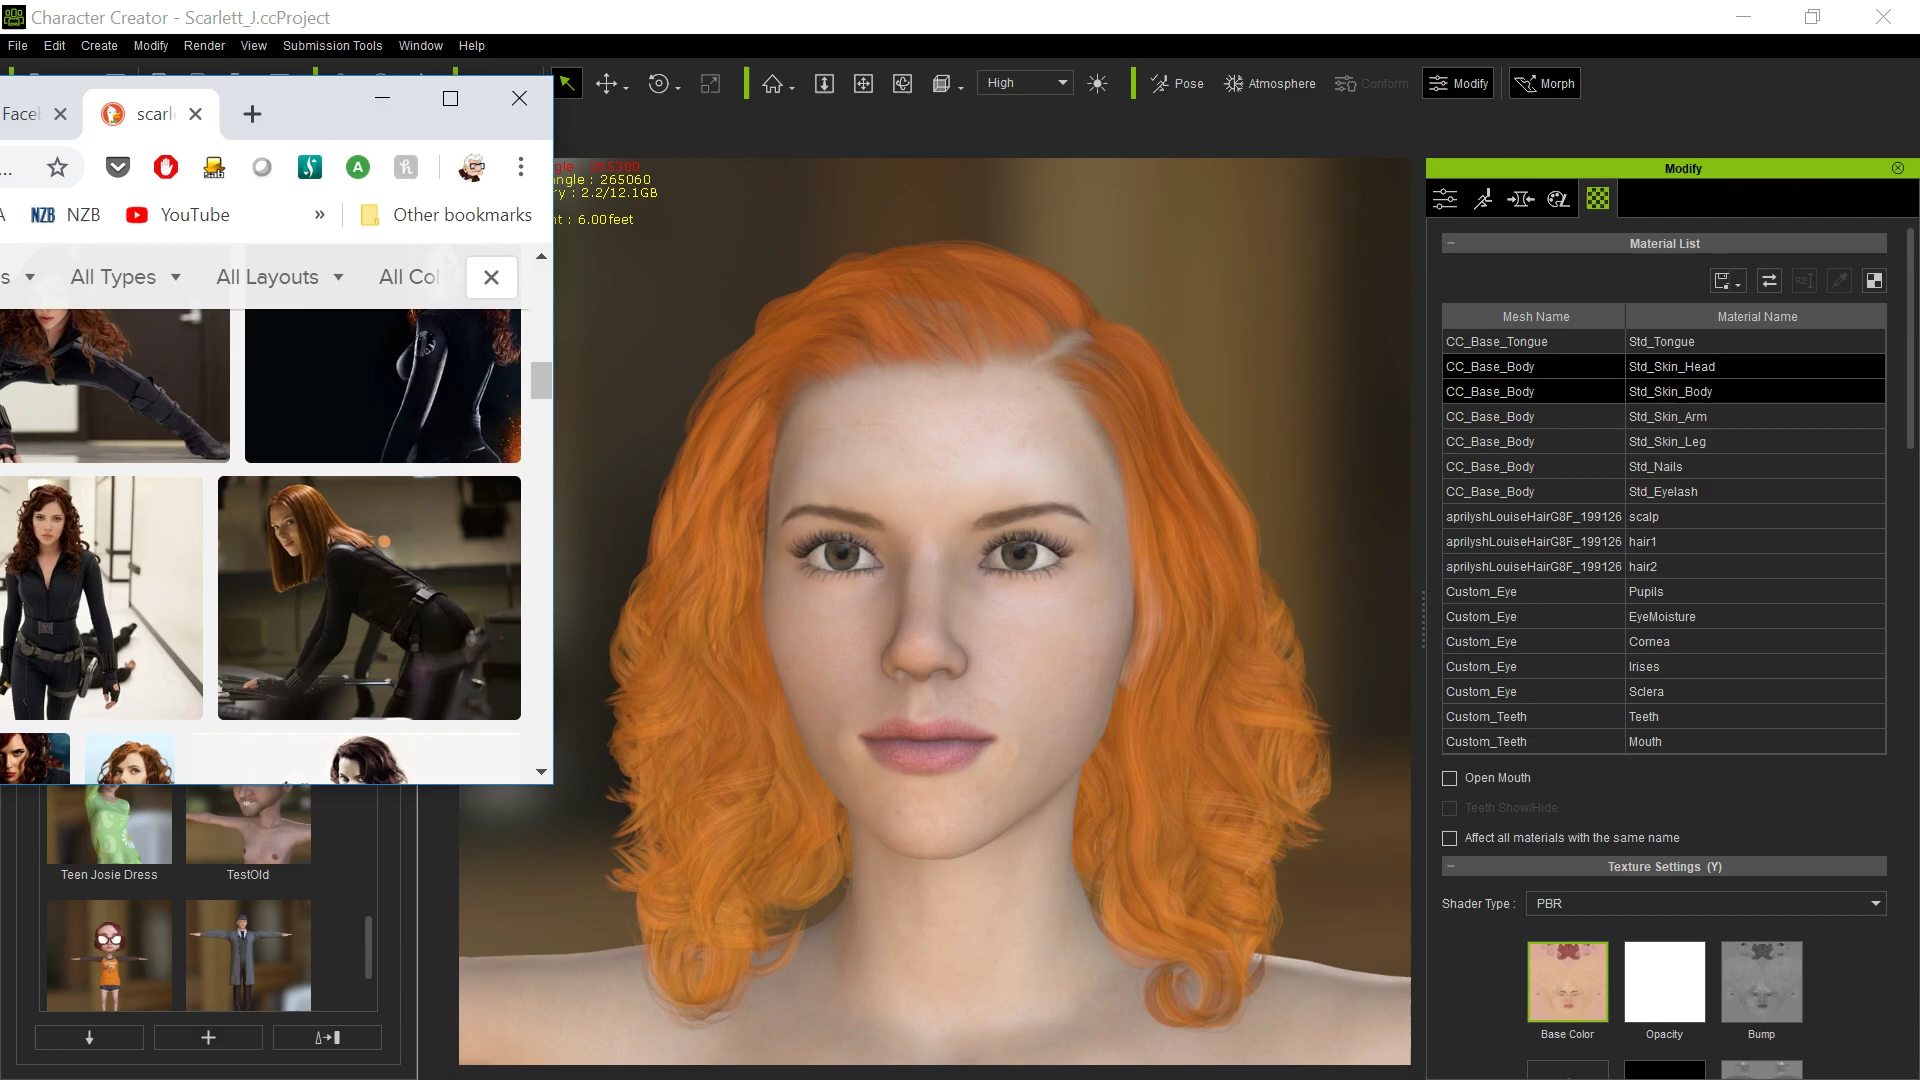 Character Creator - Scarlett_J.ccProject
File Edit Create Modify Render View Submission Tools Window Help
High
Pose
Atmosphere
Conform
Modify
Morph
Facel
scarl
A
NZB NZB
YouTube
»
Other bookmarks
s
All Types
All Layouts
All Col
ngle : 265060
ry : 2.2/12.1GB
nt : 6.00feet
Teen Josie Dress
TestOld
Modify
Material List
Mesh Name Material Name
CC_Base_Tongue Std_Tongue
CC_Base_Body Std_Skin_Head
CC_Base_Body Std_Skin_Body
CC_Base_Body Std_Skin_Arm
CC_Base_Body Std_Skin_Leg
CC_Base_Body Std_Nails
CC_Base_Body Std_Eyelash
aprilyshLouiseHairG8F_199126 scalp
aprilyshLouiseHairG8F_199126 hair1
aprilyshLouiseHairG8F_199126 hair2
Custom_Eye Pupils
Custom_Eye EyeMoisture
Custom_Eye Cornea
Custom_Eye Irises
Custom_Eye Sclera
Custom_Teeth Teeth
Custom_Teeth Mouth
Open Mouth
Teeth Show/Hide
Affect all materials with the same name
Texture Settings (Y)
Shader Type : PBR
Base Color
Opacity
Bump